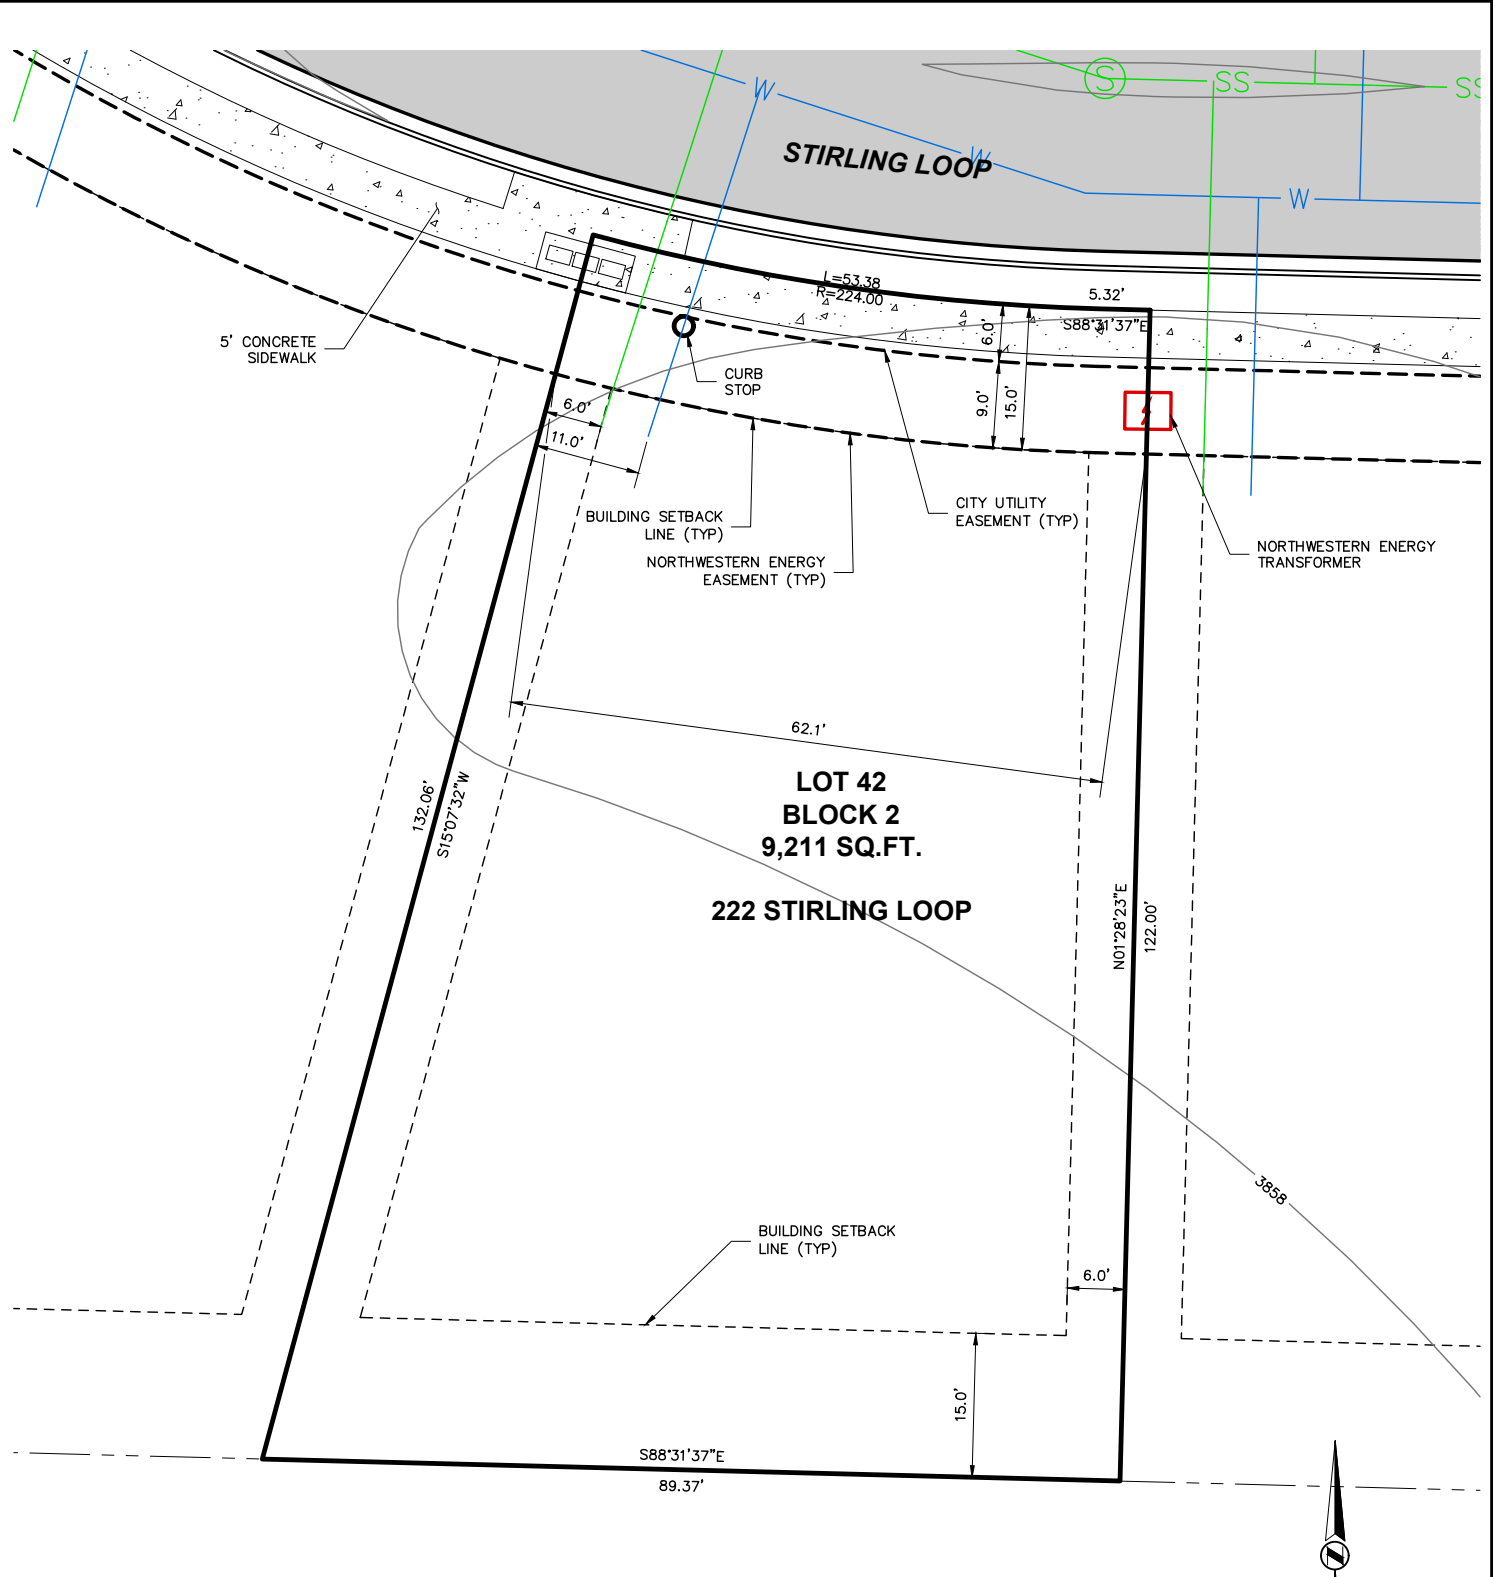 W
S
SS
SS
STIRLING LOOP
W
W
L=53.38
R=224.00
5.32'
S88°31'37"E
5' CONCRETE
SIDEWALK
CURB
STOP
6.0'
9.0'
15.0'
6.0'
11.0'
BUILDING SETBACK
LINE (TYP)
CITY UTILITY
EASEMENT (TYP)
NORTHWESTERN ENERGY
EASEMENT (TYP)
NORTHWESTERN ENERGY
TRANSFORMER
62.1'
LOT 42
BLOCK 2
9,211 SQ.FT.
222 STIRLING LOOP
132.06'
S15°07'32"W
N01°28'23"E
122.00'
3858
BUILDING SETBACK
LINE (TYP)
6.0'
15.0'
S88°31'37"E
89.37'